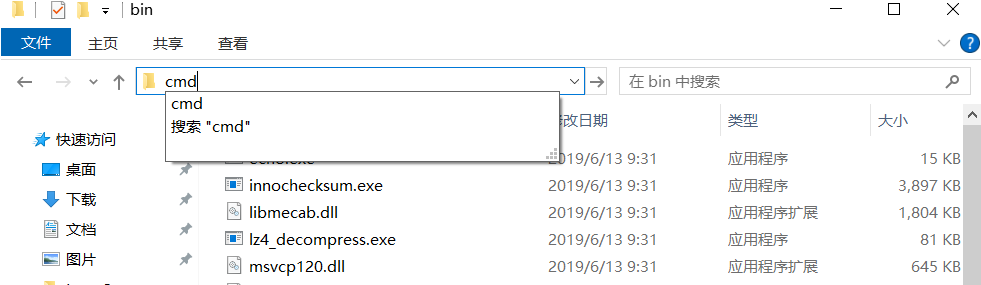 bin
文件 主页 共享 查看
cmd 在 bin 中搜索
cmd
搜索 "cmd"
修改日期 类型 大小
快速访问
桌面
下载
文档
图片
echo.exe 2019/6/13 9:31 应用程序 15 KB
innochecksum.exe 2019/6/13 9:31 应用程序 3,897 KB
libmecab.dll 2019/6/13 9:31 应用程序扩展 1,804 KB
lz4_decompress.exe 2019/6/13 9:31 应用程序 81 KB
msvcp120.dll 2019/6/13 9:31 应用程序扩展 645 KB